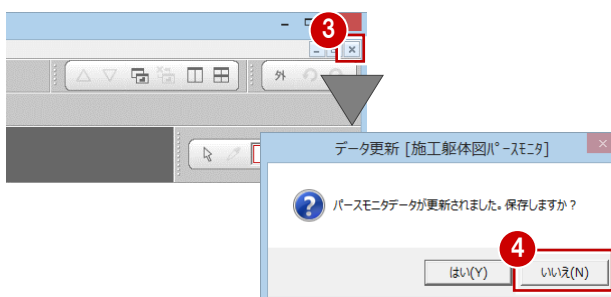 3
外
データ更新 [施工躯体図ﾊﾟｰｽﾓﾆﾀ]
パースモニタデータが更新されました。保存しますか？
4
はい(Y)
いいえ(N)